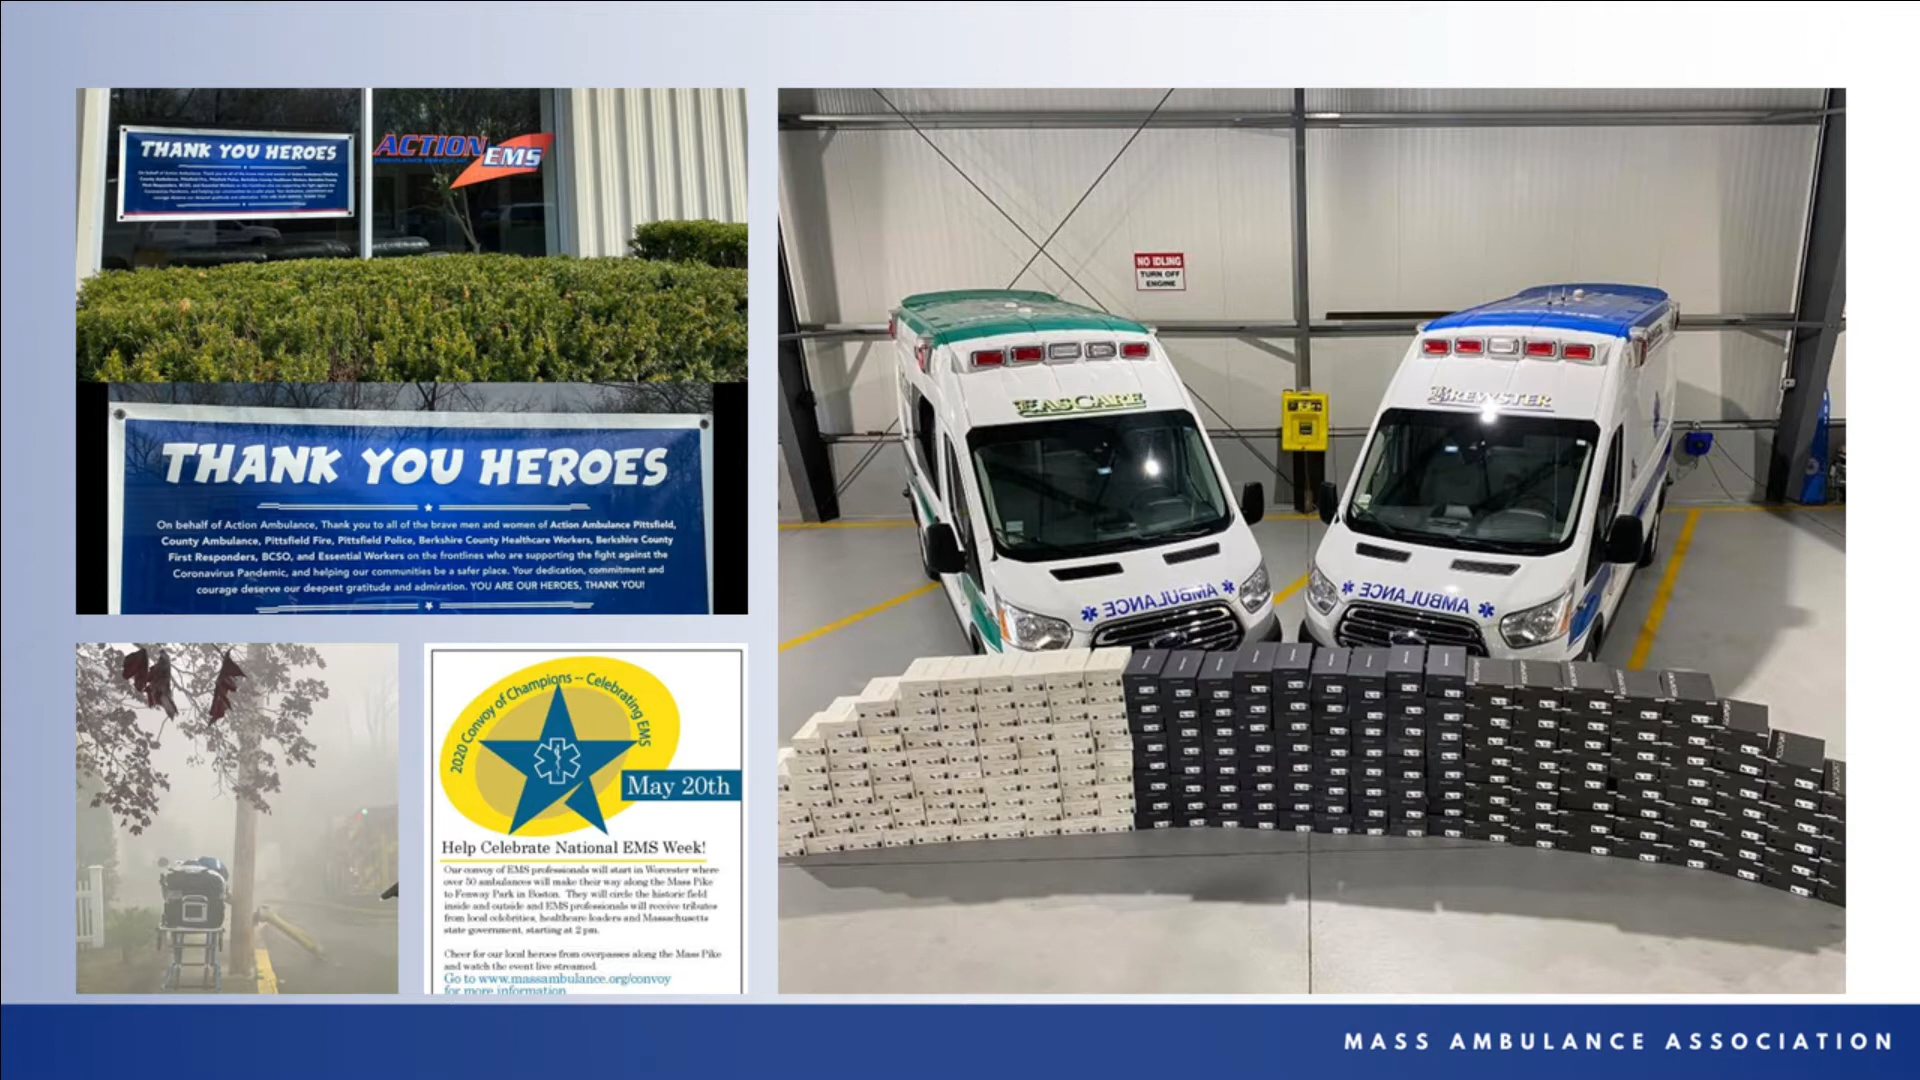 THANK YOU HEROES
ACTION
EMS
THANK YOU HEROES
On behalf of Action Ambulance, Thank you to all of the brave men and women of Action Ambulance Pittsfield,
County Ambulance, Pittsfield Fire, Pittsfield Police, Berkshire County Healthcare Workers, Berkshire County
First Responders, BCSO, and Essential Workers on the frontlines who are supporting the fight against the
Coronavirus Pandemic, and helping our communities be a safer place. Your dedication, commitment and
courage deserve our deepest gratitude and admiration. YOU ARE OUR HEROES, THANK YOU!
2020 Convoy of Champions -- Celebrating EMS
May 20th
Help Celebrate National EMS Week!
Our convoy of EMS professionals will start in Worcester where
over 50 ambulances will make their way along the Mass Pike
to Fenway Park in Boston. They will circle the historic field
inside and outside and EMS professionals will receive tributes
from local celebrities, healthcare leaders and Massachusetts
state government, starting at 2 pm.
Cheer for our local heroes from overpasses along the Mass Pike
and watch the event live streamed.
Go to www.massambulance.org/convoy
for more information
NO IDLING
TURN OFF
ENGINE
EASCARE
BREWSTER
AMBULANCE
AMBULANCE
MASS AMBULANCE ASSOCIATION